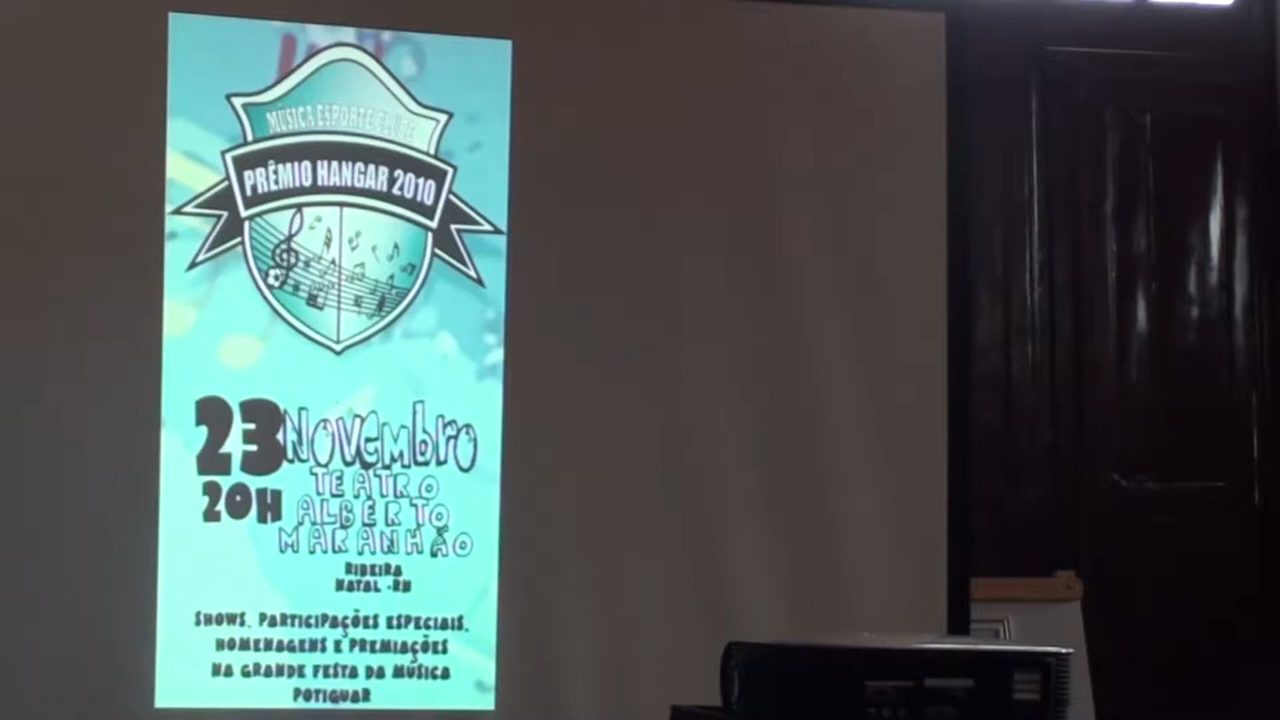 MÚSICA ESPORTE CLUBE
PRÊMIO HANGAR 2010
23 NOVEMBRO
20H TEATRO
ALBERTO
MARANHÃO
RIBEIRA
NATAL -RN
SHOWS, PARTICIPAÇÕES ESPECIAIS,
HOMENAGENS E PREMIAÇÕES
NA GRANDE FESTA DA MÚSICA
POTIGUAR